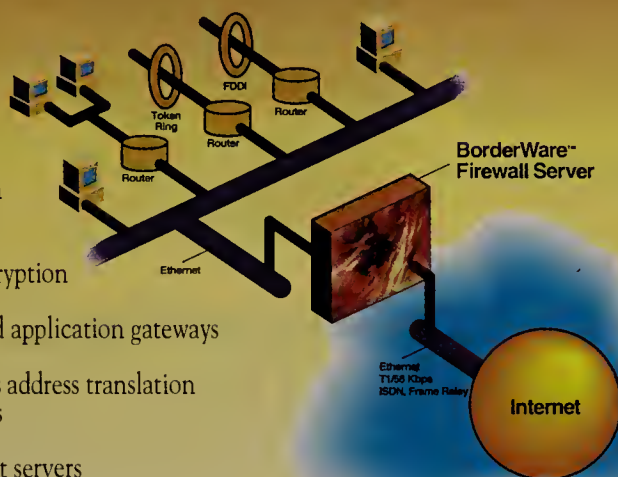 FDDI
Token
Ring
Router
Router
Router
BorderWare™
Firewall Server
Ethernet
ryption
d application gateways
s address translation
s
t servers
Ethernet
T1/56 Kbps
ISDN, Frame Relay
Internet